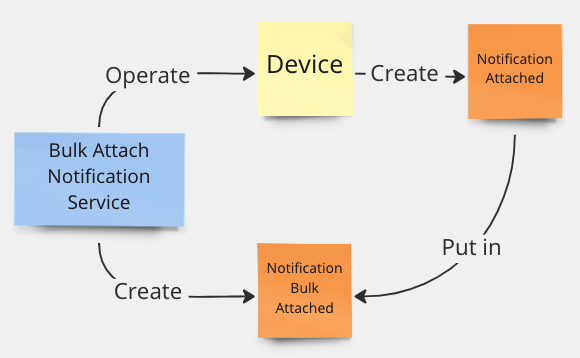 Operate
Device
Create
Notification
Attached
Bulk Attach
Notification
Service
Put in
Create
Notification
Bulk
Attached